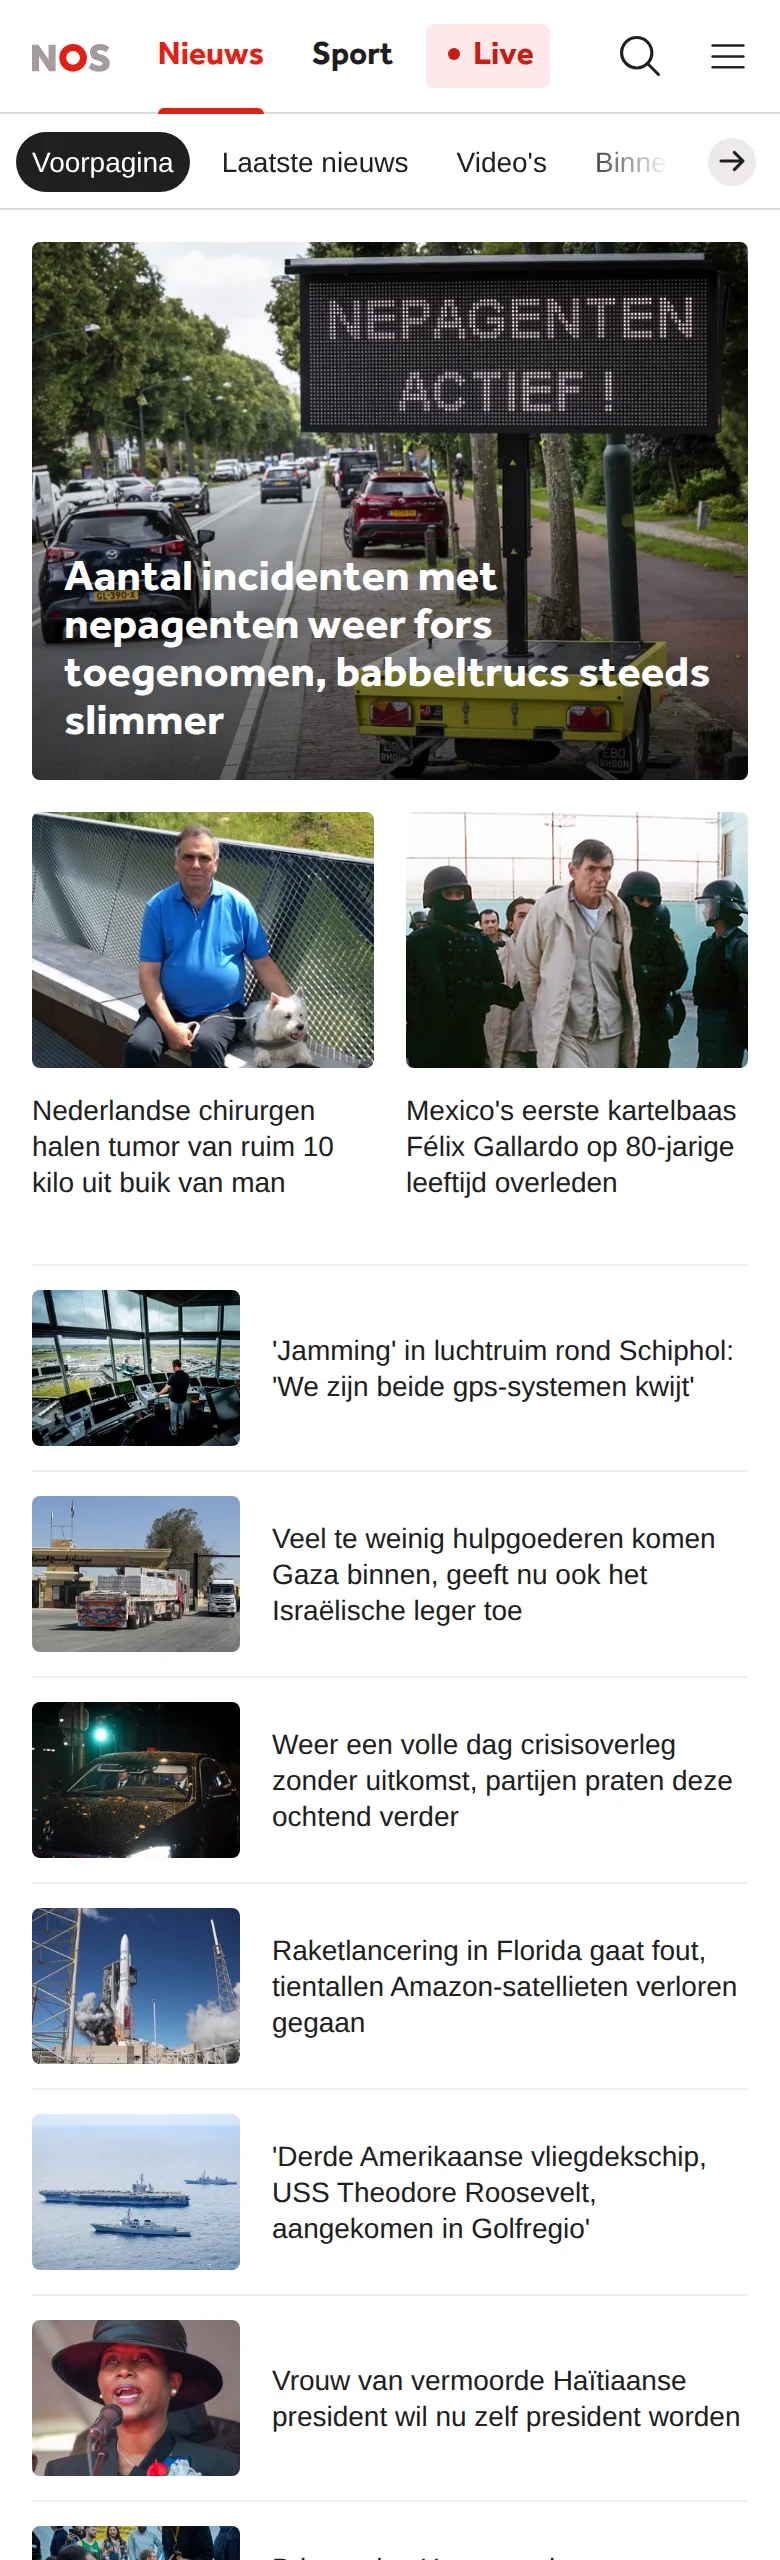 NOS
Nieuws
Sport
Live
Voorpagina
Laatste nieuws
Video's
Binne
NEPAGENTEN
ACTIEF !
GL-390-X
Aantal incidenten met
nepagenten weer fors
toegenomen, babbeltrucs steeds
slimmer
EBO
RHOON
Nederlandse chirurgen
halen tumor van ruim 10
kilo uit buik van man
Mexico's eerste kartelbaas
Félix Gallardo op 80-jarige
leeftijd overleden
'Jamming' in luchtruim rond Schiphol:
'We zijn beide gps-systemen kwijt'
Veel te weinig hulpgoederen komen
Gaza binnen, geeft nu ook het
Israëlische leger toe
Weer een volle dag crisisoverleg
zonder uitkomst, partijen praten deze
ochtend verder
Raketlancering in Florida gaat fout,
tientallen Amazon-satellieten verloren
gegaan
'Derde Amerikaanse vliegdekschip,
USS Theodore Roosevelt,
aangekomen in Golfregio'
Vrouw van vermoorde Haïtiaanse
president wil nu zelf president worden